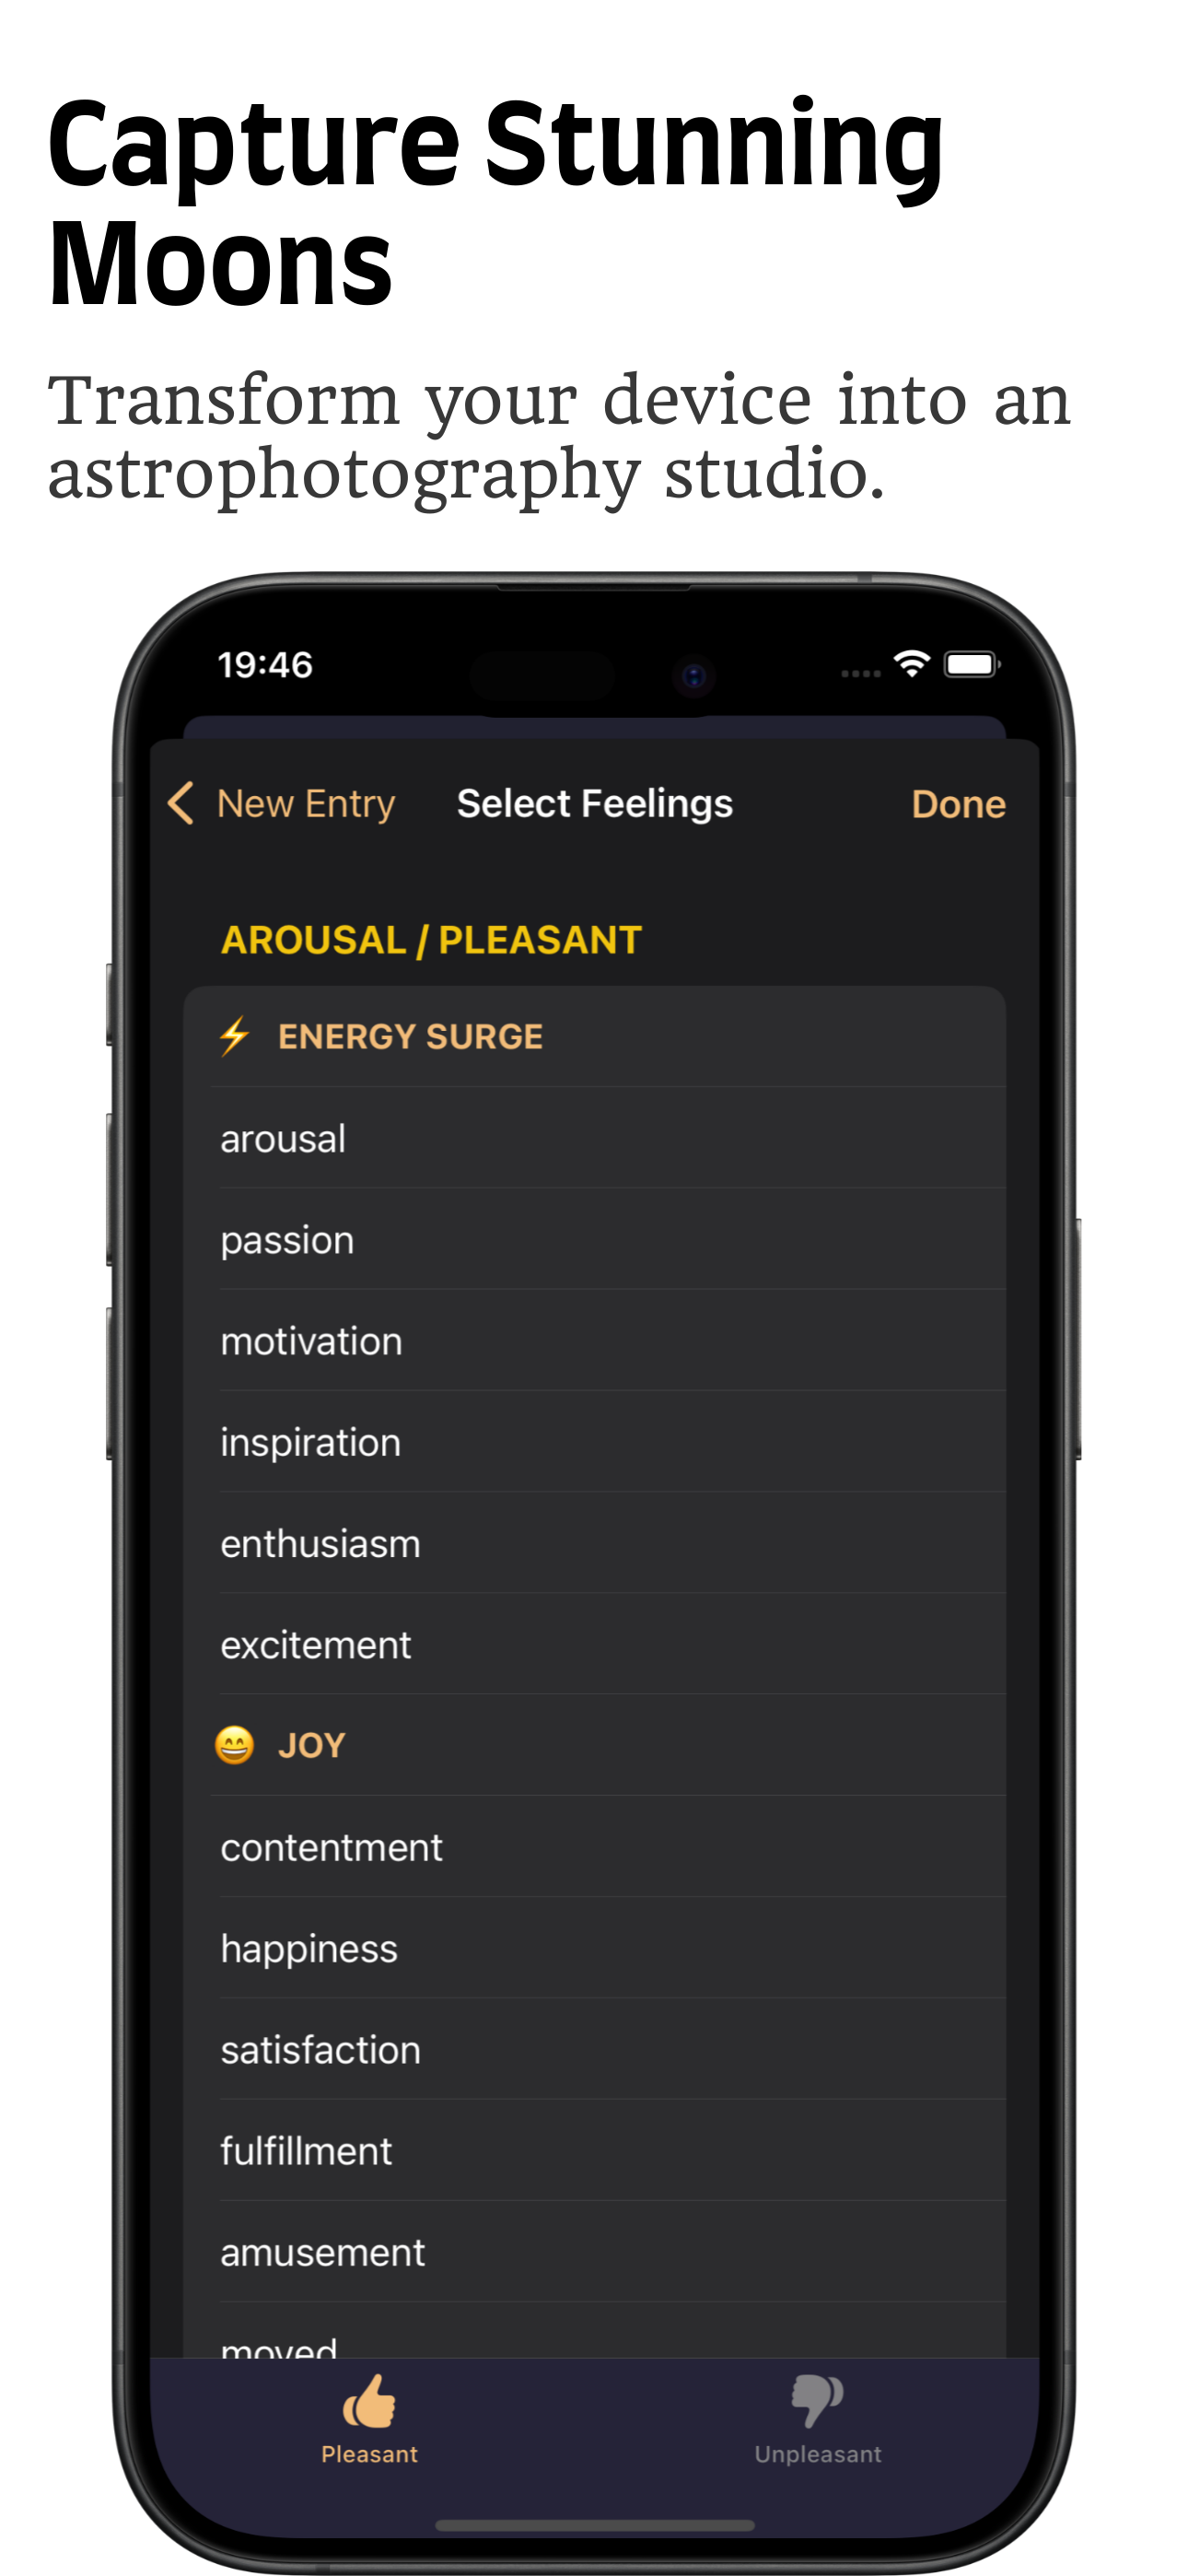 Capture Stunning
Moons
Transform your device into an
astrophotography studio.
19:46
New Entry Select Feelings Done
AROUSAL / PLEASANT
⚡ ENERGY SURGE
arousal
passion
motivation
inspiration
enthusiasm
excitement
😄 JOY
contentment
happiness
satisfaction
fulfillment
amusement
moved
Pleasant Unpleasant